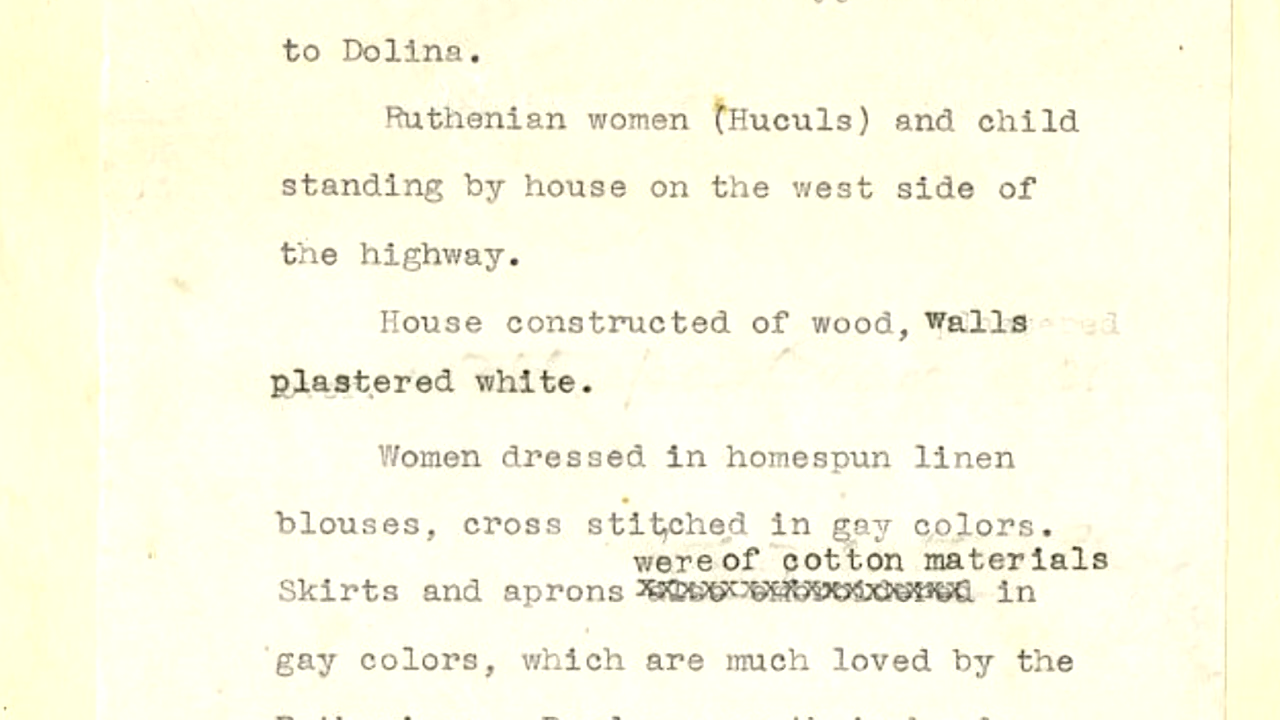 to Dolina.
Ruthenian women (Huculs) and child
standing by house on the west side of
the highway.
House constructed of wood, Walls
plastered white.
Women dressed in homespun linen
blouses, cross stitched in gay colors.
were of cotton materials
Skirts and aprons in
gay colors, which are much loved by the